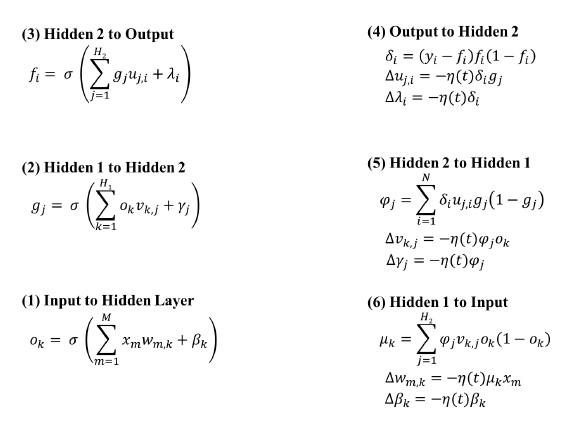 (3) Hidden 2 to Output
f_i = σ ( ∑_{j=1}^{H_2} g_j u_{j,i} + λ_i )
(2) Hidden 1 to Hidden 2
g_j = σ ( ∑_{k=1}^{H_1} o_k v_{k,j} + γ_j )
(1) Input to Hidden Layer
o_k = σ ( ∑_{m=1}^{M} x_m w_{m,k} + β_k )
(4) Output to Hidden 2
δ_i = (y_i − f_i)f_i(1 − f_i)
Δu_{j,i} = −η(t)δ_i g_j
Δλ_i = −η(t)δ_i
(5) Hidden 2 to Hidden 1
φ_j = ∑_{i=1}^{N} δ_i u_{j,i} g_j(1 − g_j)
Δv_{k,j} = −η(t)φ_j o_k
Δγ_j = −η(t)φ_j
(6) Hidden 1 to Input
μ_k = ∑_{j=1}^{H_2} φ_j v_{k,j} o_k(1 − o_k)
Δw_{m,k} = −η(t)μ_k x_m
Δβ_k = −η(t)β_k